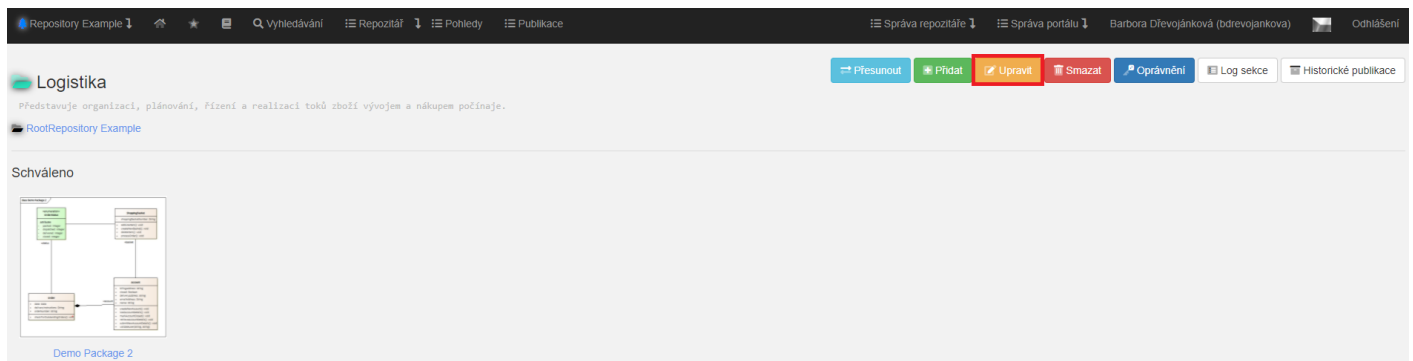 Repository Example
Vyhledávání
Repozitář
Pohledy
Publikace
Správa repozitáře
Správa portálu
Barbora Dřevojánková (bdrevojankova)
Odhlášení
Logistika
Přesunout
Přidat
Upravit
Smazat
Oprávnění
Log sekce
Historické publikace
Představuje organizaci, plánování, řízení a realizaci toků zboží vývojem a nákupem počínaje.
RootRepository Example
Schváleno
Demo Package 2